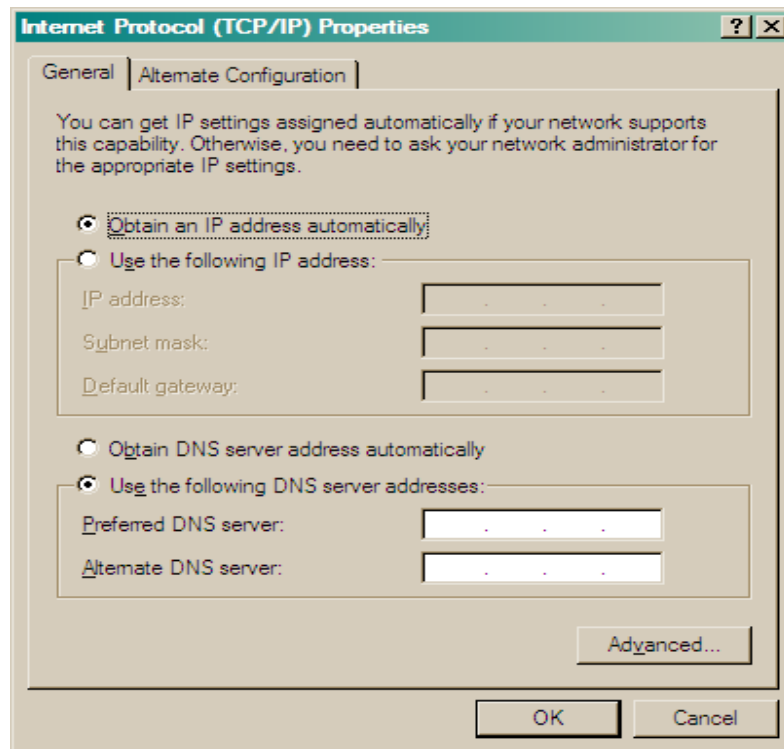 Internet Protocol (TCP/IP) Properties
General
Alternate Configuration
You can get IP settings assigned automatically if your network supports
this capability. Otherwise, you need to ask your network administrator for
the appropriate IP settings.
Obtain an IP address automatically
Use the following IP address:
IP address:
Subnet mask:
Default gateway:
Obtain DNS server address automatically
Use the following DNS server addresses:
Preferred DNS server:
Alternate DNS server:
Advanced...
OK
Cancel